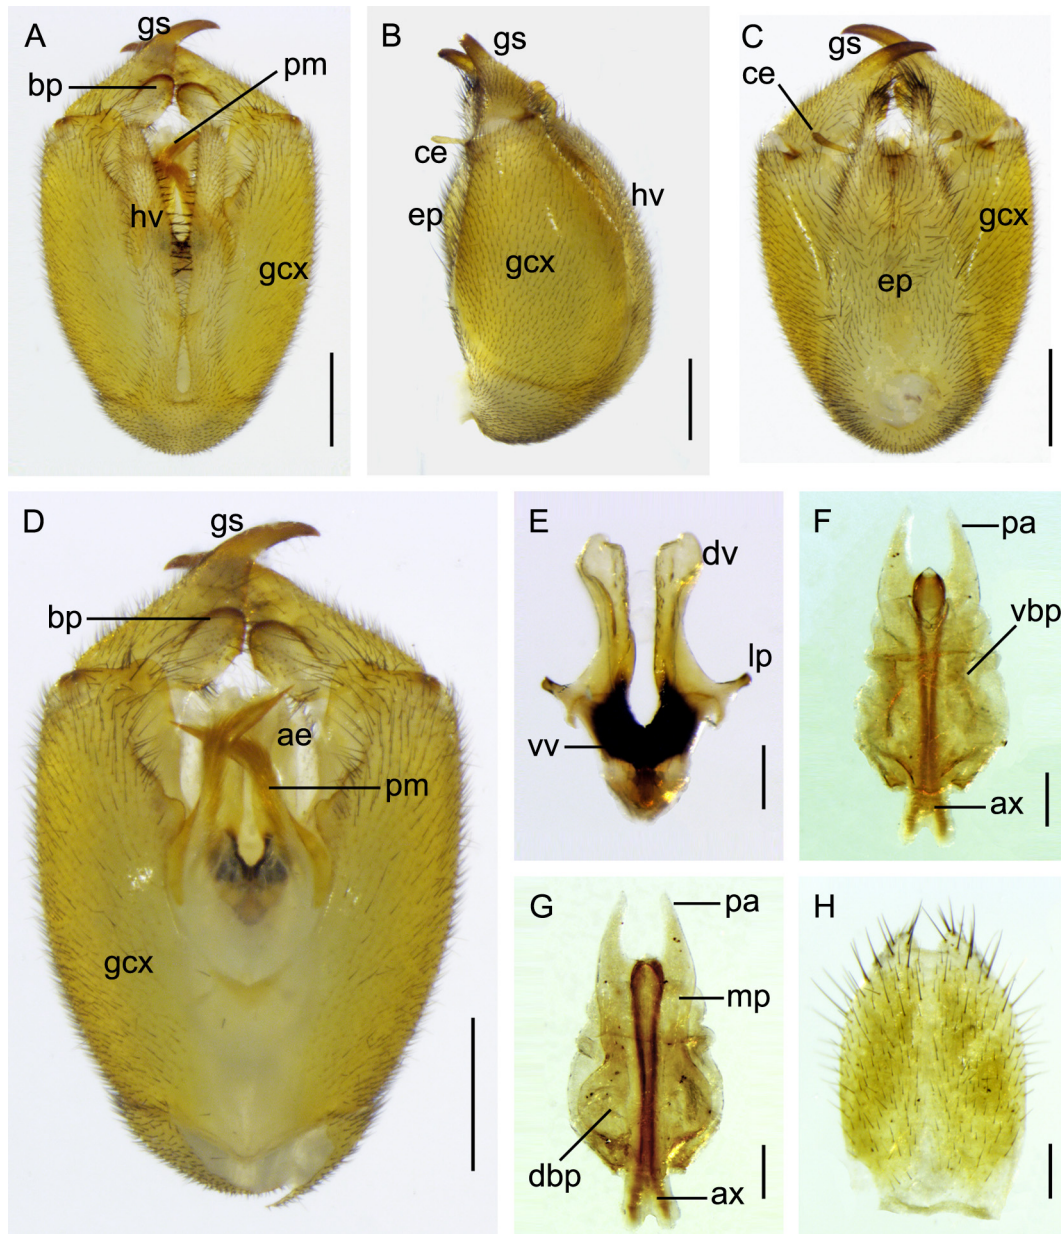 A
gs
bp
pm
hv
gcx
B
gs
ce
ep
hv
gcx
C
gs
ce
gcx
ep
D
gs
bp
ae
pm
gcx
E
dv
lp
vv
F
pa
vbp
ax
G
pa
mp
dbp
ax
H